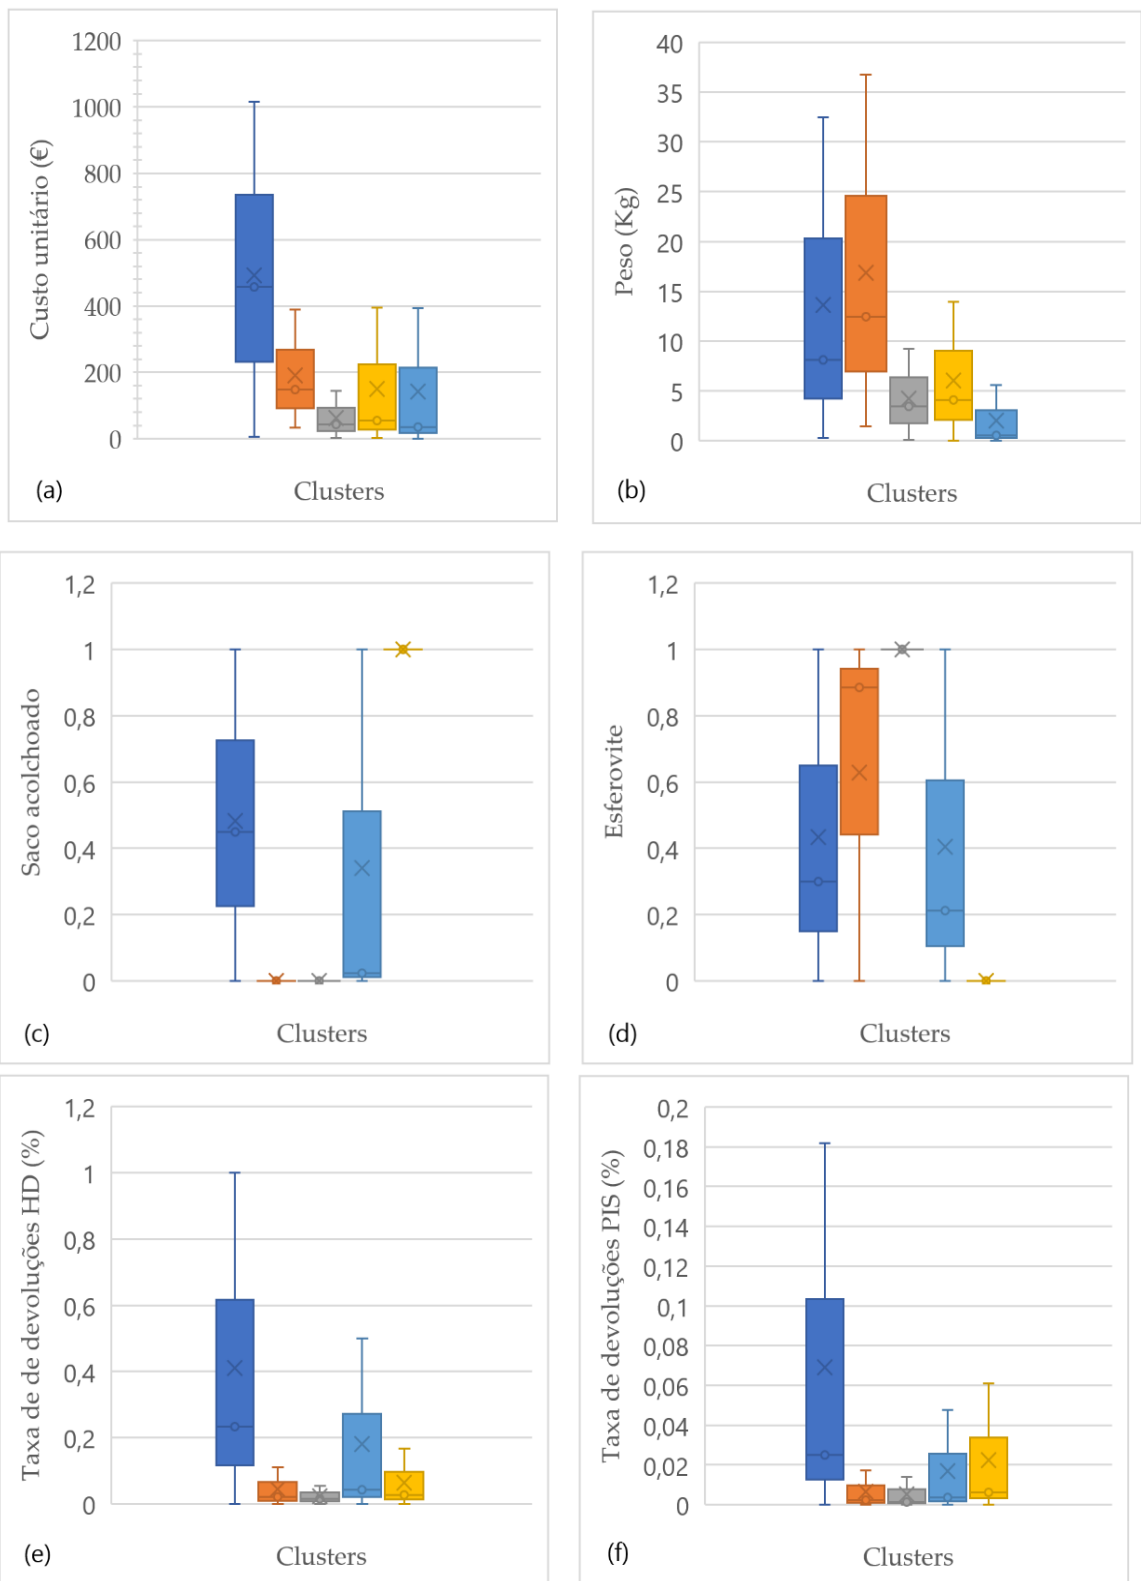 1200
1000
800
600
400
200
0
Custo unitário (€)
Clusters
(a)
40
35
30
25
20
15
10
5
0
Peso (Kg)
Clusters
(b)
1,2
1
0,8
0,6
0,4
0,2
0
Saco acolchoado
Clusters
(c)
1,2
1
0,8
0,6
0,4
0,2
0
Esferovite
Clusters
(d)
1,2
1
0,8
0,6
0,4
0,2
0
Taxa de de devoluções HD (%)
Clusters
(e)
0,2
0,18
0,16
0,14
0,12
0,1
0,08
0,06
0,04
0,02
0
Taxa de devoluções PIS (%)
Clusters
(f)